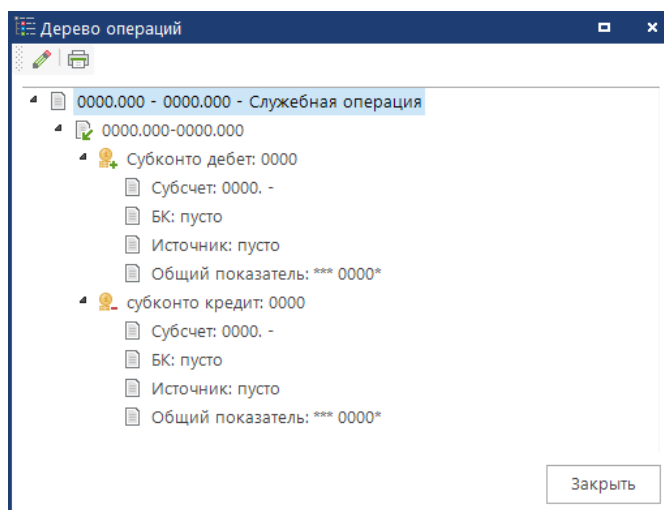 Дерево операций
0000.000 - 0000.000 - Служебная операция
0000.000-0000.000
Субконто дебет: 0000
Субсчет: 0000. -
БК: пусто
Источник: пусто
Общий показатель: *** 0000*
субконто кредит: 0000
Субсчет: 0000. -
БК: пусто
Источник: пусто
Общий показатель: *** 0000*
Закрыть